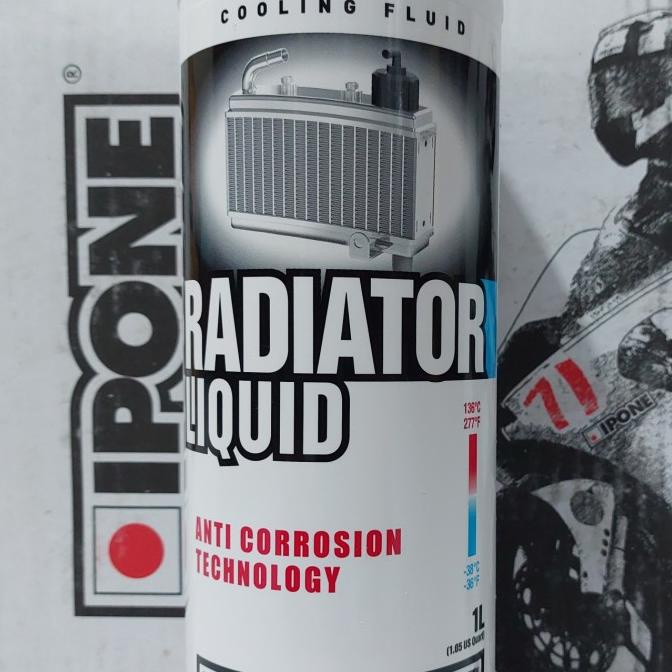 COOLING FLUID
®
IPONE
RADIATOR
LIQUID
136°C
277°F
71
IPONE
ANTI CORROSION
TECHNOLOGY
-38°C
-36°F
1L
(1.05 US Quart)